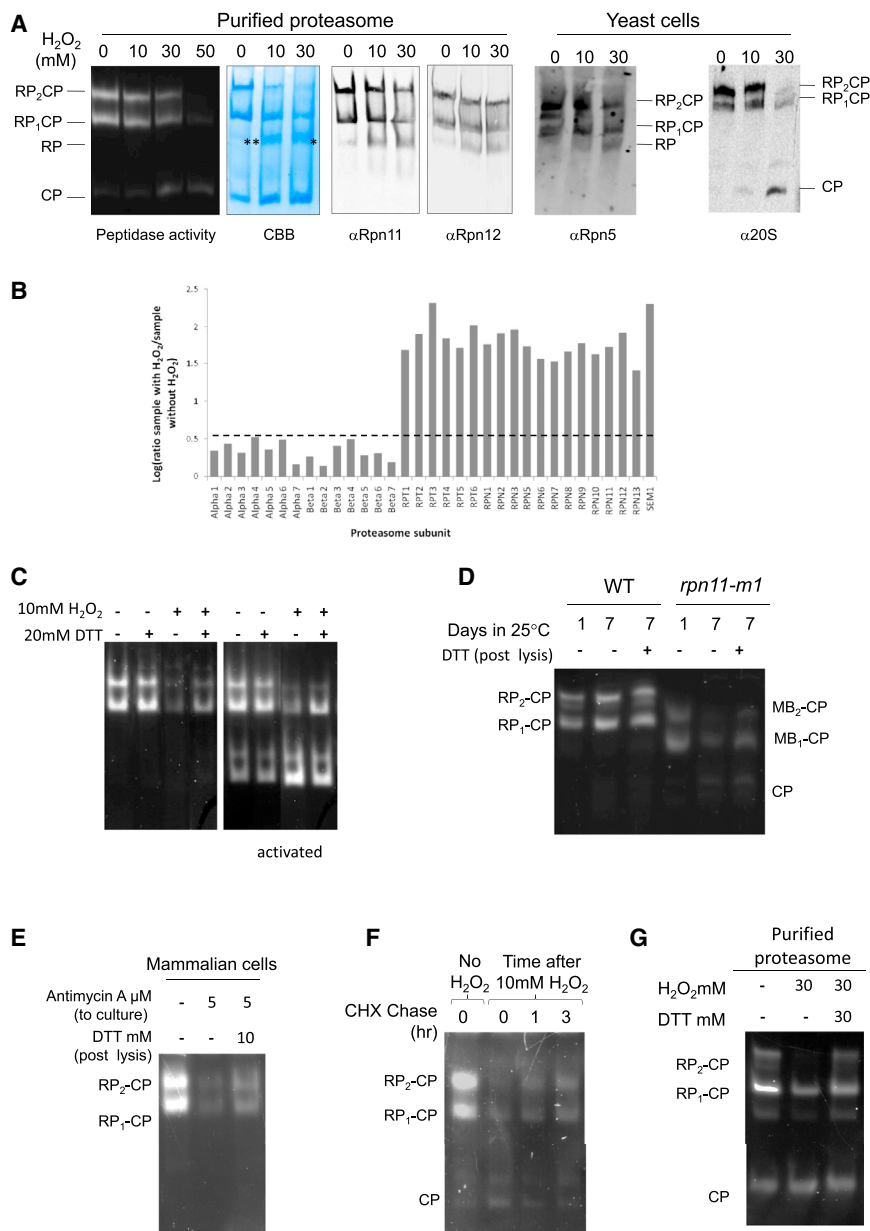 A
Purified proteasome
Yeast cells
H₂O₂
(mM)
0 10 30 50
0 10 30
0 10 30
0 10 30
0 10 30
0 10 30
RP₂CP
RP₁CP
RP
CP
**
*
RP₂CP
RP₁CP
RP
RP₂CP
RP₁CP
CP
Peptidase activity
CBB
αRpn11
αRpn12
αRpn5
α20S
B
Log(ratio sample with H₂O₂/sample
without H₂O₂)
2.5
2
1.5
1
0.5
0
Alpha 1
Alpha 2
Alpha 3
Alpha 4
Alpha 5
Alpha 6
Alpha 7
Beta 1
Beta 2
Beta 3
Beta 4
Beta 5
Beta 6
Beta 7
RPT1
RPT2
RPT3
RPT4
RPT5
RPT6
RPN1
RPN2
RPN3
RPN5
RPN6
RPN7
RPN8
RPN9
RPN10
RPN11
RPN12
RPN13
SEM1
Proteasome subunit
C
10mM H₂O₂ - - + + - - + +
20mM DTT - + - + - + - +
activated
D
WT
rpn11-m1
Days in 25°C 1 7 7 1 7 7
DTT (post lysis) - - + - - +
RP₂-CP
RP₁-CP
MB₂-CP
MB₁-CP
CP
E
Mammalian cells
Antimycin A µM
(to culture)
- 5 5
DTT mM
(post lysis)
- - 10
RP₂-CP
RP₁-CP
F
No
H₂O₂
Time after
10mM H₂O₂
CHX Chase
(hr)
0 0 1 3
RP₂-CP
RP₁-CP
CP
G
Purified
proteasome
H₂O₂mM - 30 30
DTT mM - - 30
RP₂-CP
RP₁-CP
CP